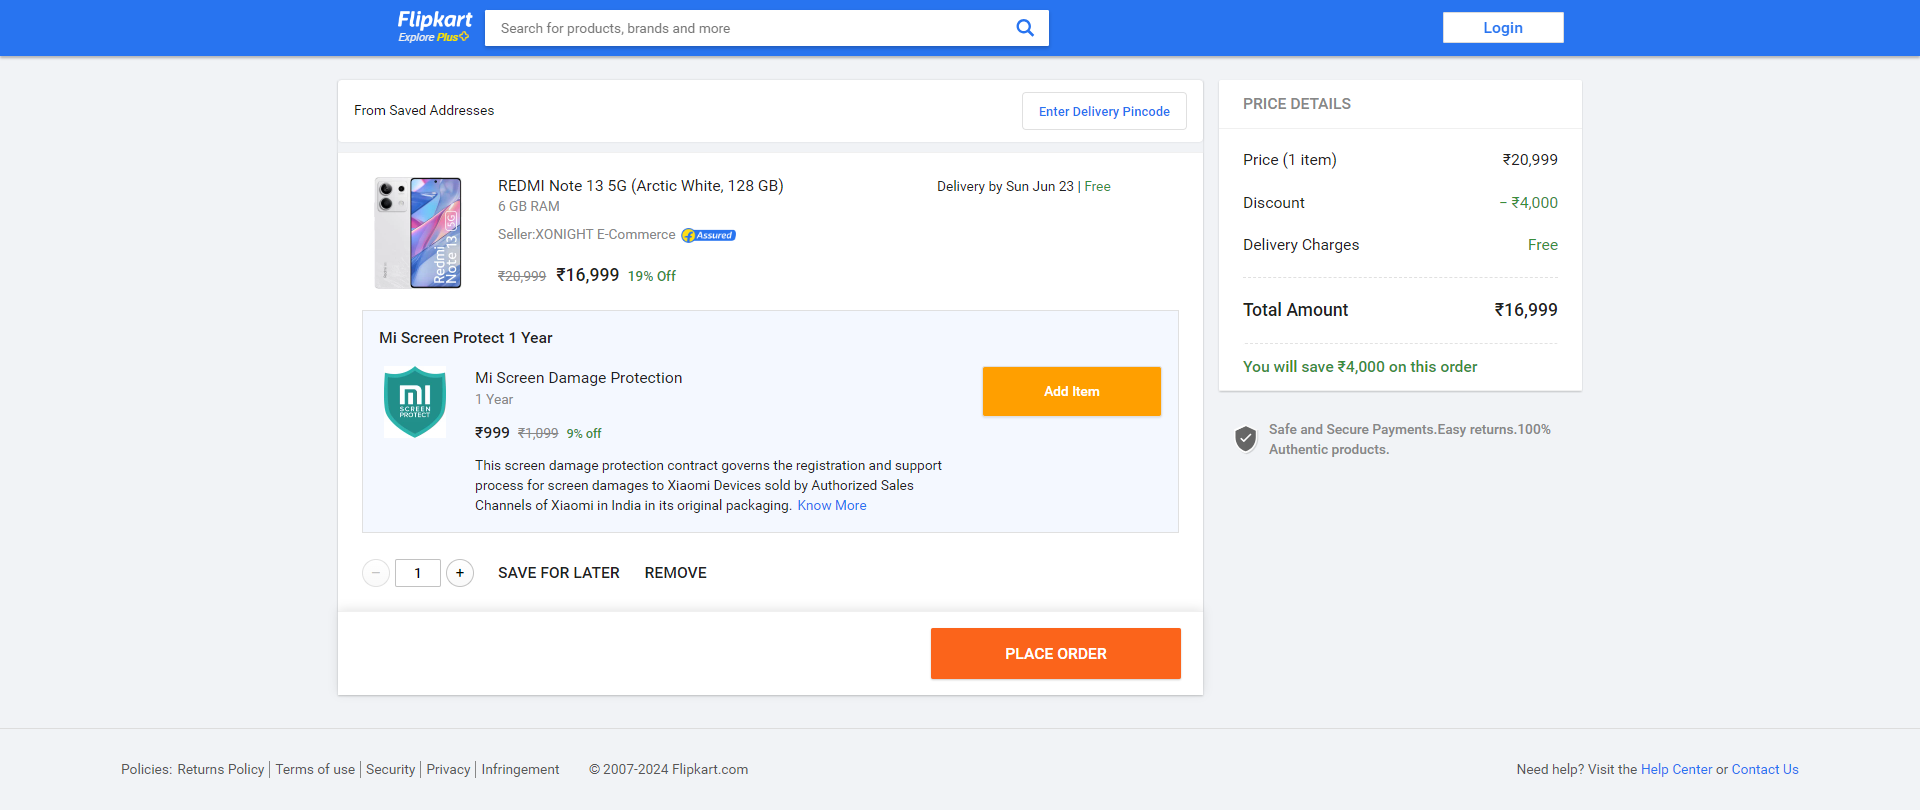 Flipkart
Explore Plus
Search for products, brands and more
Login
From Saved Addresses
Enter Delivery Pincode
REDMI Note 13 5G (Arctic White, 128 GB)
Delivery by Sun Jun 23 | Free
6 GB RAM
Seller:XONIGHT E-Commerce
Assured
₹20,999 ₹16,999 19% Off
Redmi
Note 13 5G
Mi Screen Protect 1 Year
MI
SCREEN
PROTECT
Mi Screen Damage Protection
1 Year
₹999 ₹1,099 9% off
Add Item
This screen damage protection contract governs the registration and support
process for screen damages to Xiaomi Devices sold by Authorized Sales
Channels of Xiaomi in India in its original packaging. Know More
− 1 + SAVE FOR LATER REMOVE
PLACE ORDER
PRICE DETAILS
Price (1 item) ₹20,999
Discount − ₹4,000
Delivery Charges Free
Total Amount ₹16,999
You will save ₹4,000 on this order
Safe and Secure Payments.Easy returns.100%
Authentic products.
Policies: Returns Policy | Terms of use | Security | Privacy | Infringement © 2007-2024 Flipkart.com
Need help? Visit the Help Center or Contact Us